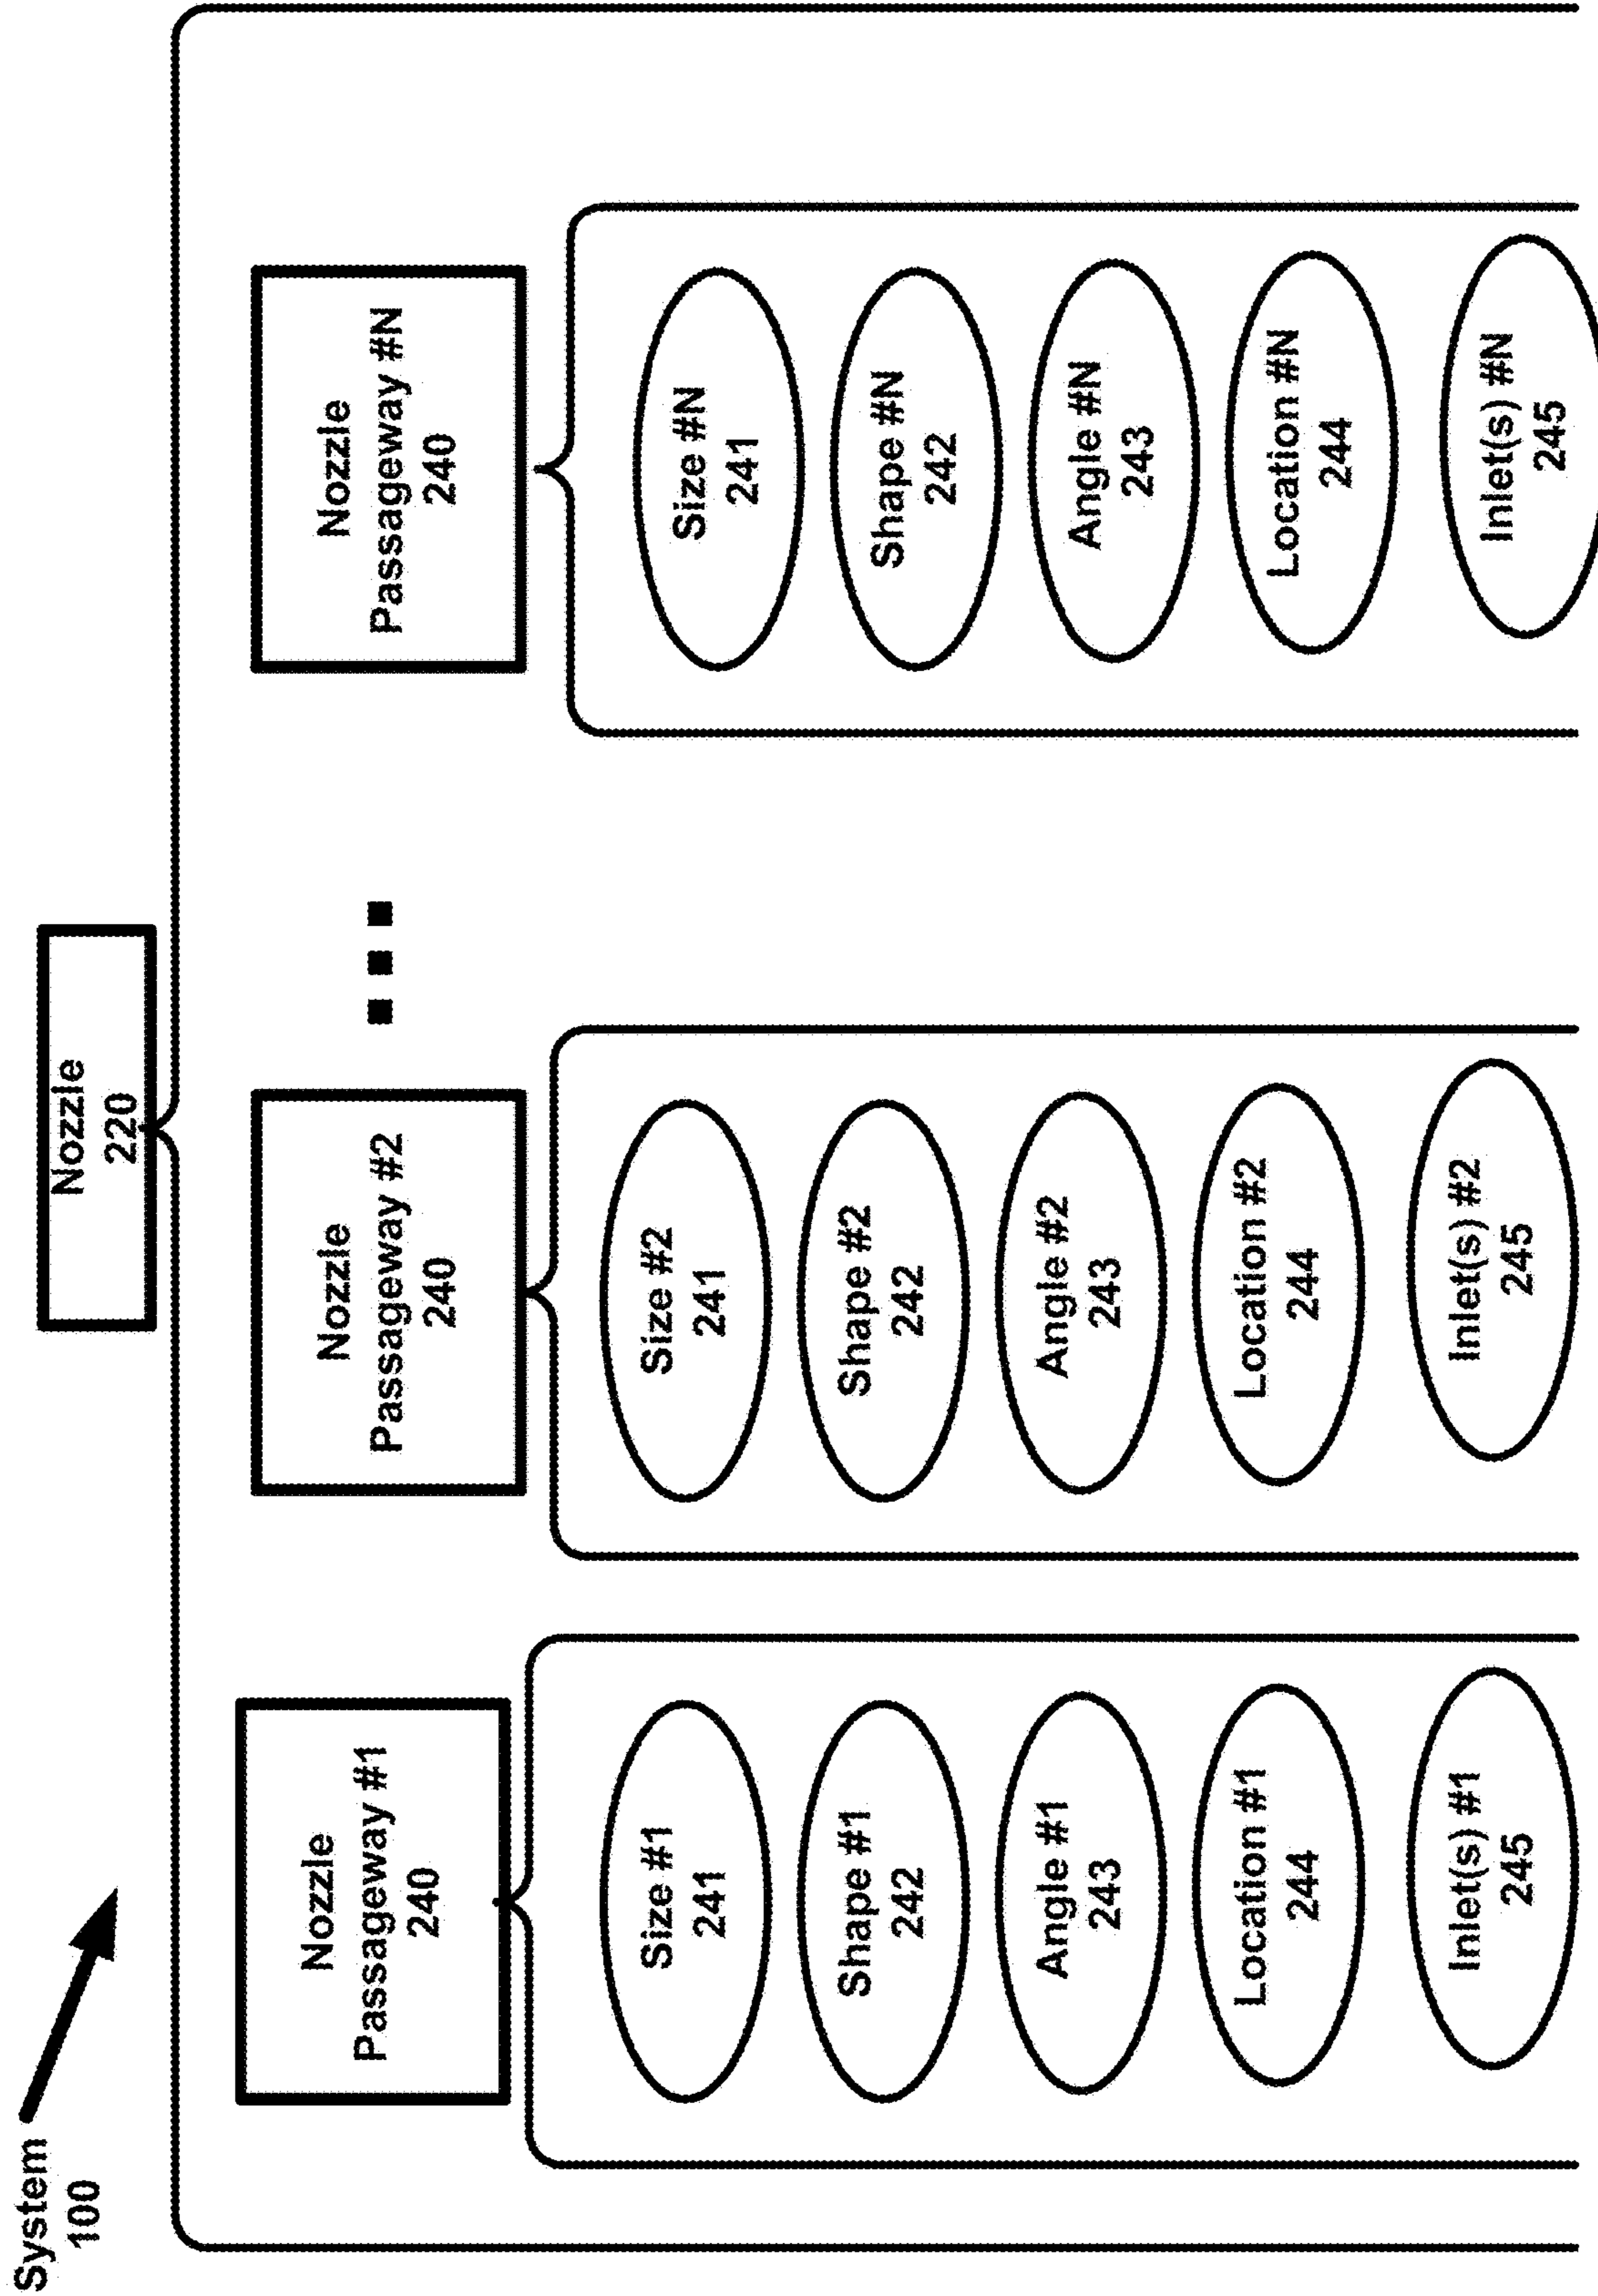 System
100
Nozzle
220
Nozzle
Passageway #1
240
Size #1
241
Shape #1
242
Angle #1
243
Location #1
244
Inlet(s) #1
245
Nozzle
Passageway #2
240
Size #2
241
Shape #2
242
Angle #2
243
Location #2
244
Inlet(s) #2
245
Nozzle
Passageway #N
240
Size #N
241
Shape #N
242
Angle #N
243
Location #N
244
Inlet(s) #N
245